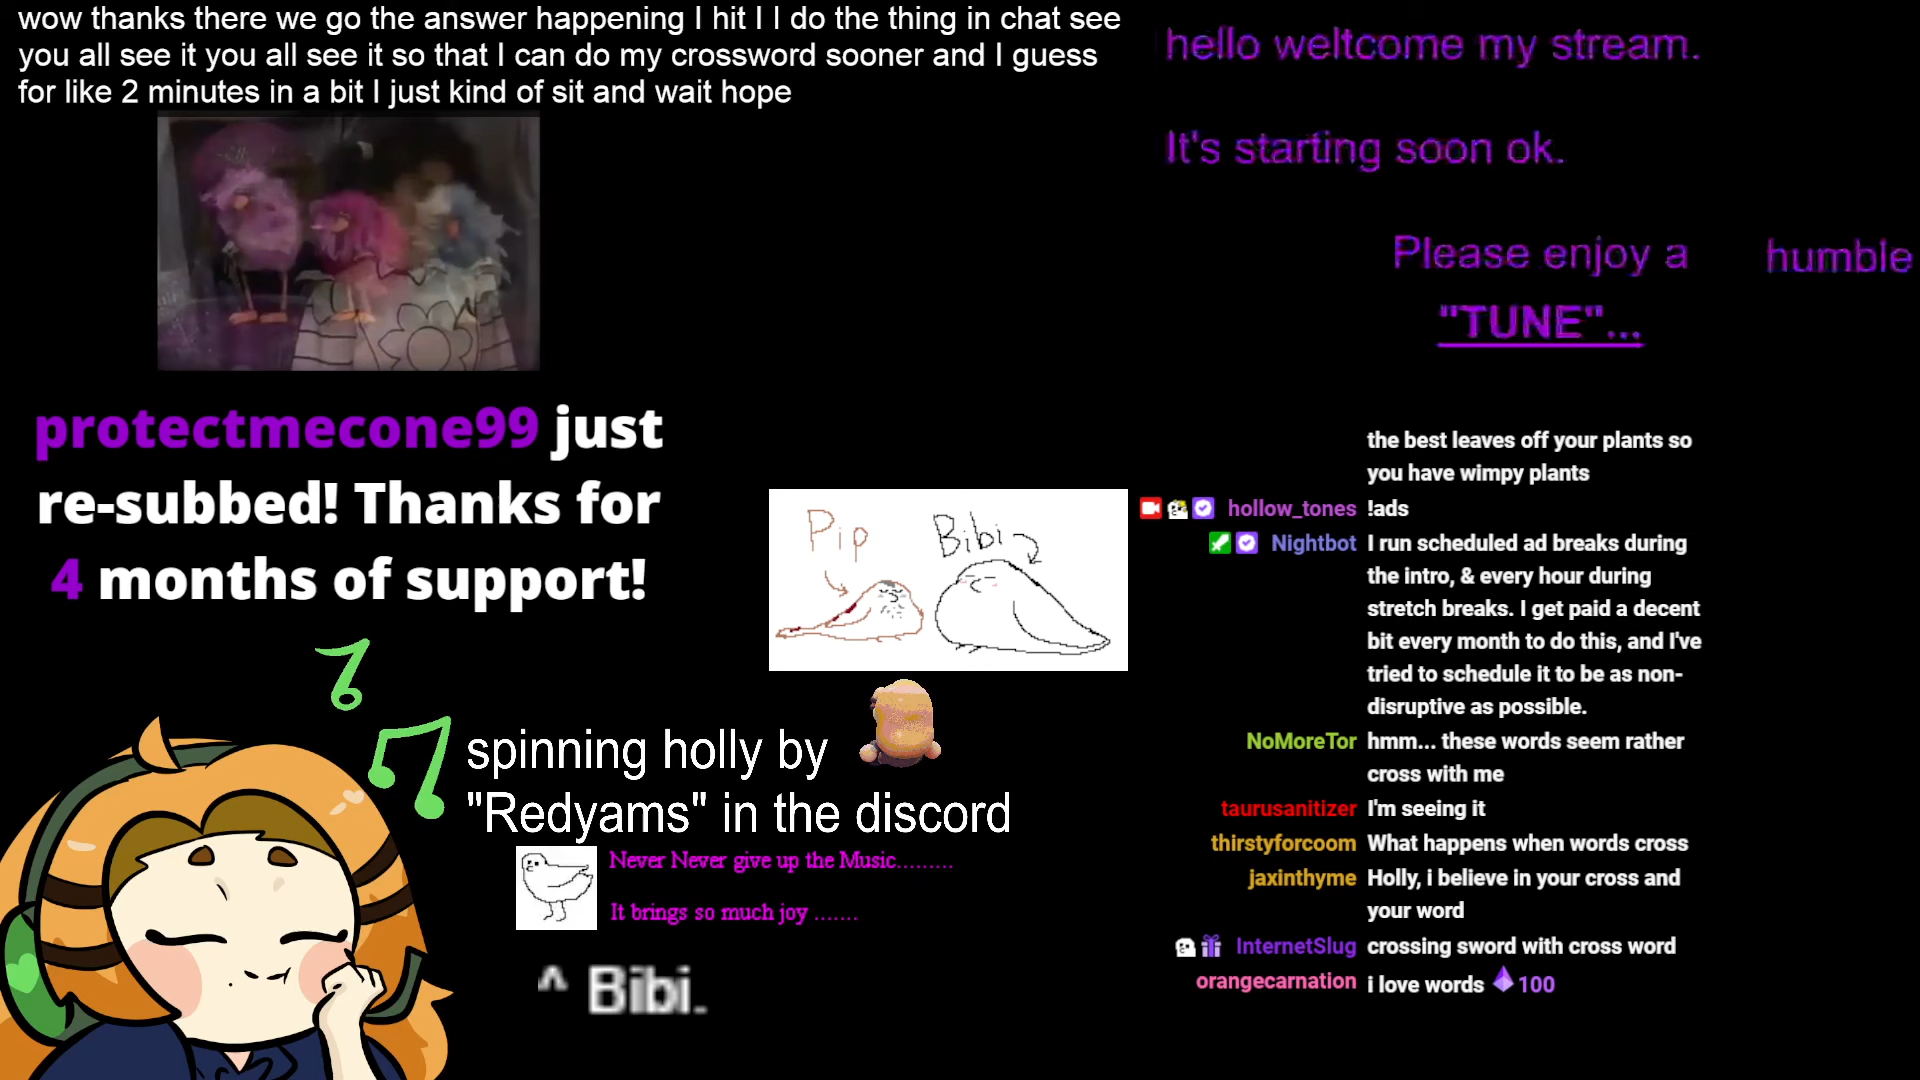 wow thanks there we go the answer happening I hit I I do the thing in chat see
you all see it you all see it so that I can do my crossword sooner and I guess
for like 2 minutes in a bit I just kind of sit and wait hope
hello weltcome my stream.
It's starting soon ok.
Please enjoy a humble
"TUNE"...
protectmecone99 just
re-subbed! Thanks for
4 months of support!
Pip
Bibi
spinning holly by
"Redyams" in the discord
Never Never give up the Music.........
It brings so much joy .......
^ Bibi.
the best leaves off your plants so
you have wimpy plants
hollow_tones !ads
Nightbot I run scheduled ad breaks during
the intro, & every hour during
stretch breaks. I get paid a decent
bit every month to do this, and I've
tried to schedule it to be as non-
disruptive as possible.
NoMoreTor hmm... these words seem rather
cross with me
taurusanitizer I'm seeing it
thirstyforcoom What happens when words cross
jaxinthyme Holly, i believe in your cross and
your word
InternetSlug crossing sword with cross word
orangecarnation i love words 100